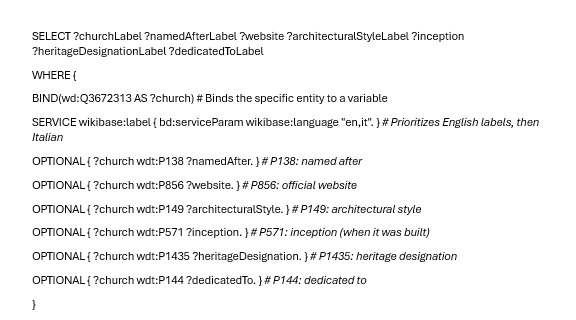 SELECT ?churchLabel ?namedAfterLabel ?website ?architecturalStyleLabel ?inception
?heritageDesignationLabel ?dedicatedToLabel
WHERE {
BIND(wd:Q3672313 AS ?church) # Binds the specific entity to a variable
SERVICE wikibase:label { bd:serviceParam wikibase:language "en,it". } # Prioritizes English labels, then
Italian
OPTIONAL { ?church wdt:P138 ?namedAfter. } # P138: named after
OPTIONAL { ?church wdt:P856 ?website. } # P856: official website
OPTIONAL { ?church wdt:P149 ?architecturalStyle. } # P149: architectural style
OPTIONAL { ?church wdt:P571 ?inception. } # P571: inception (when it was built)
OPTIONAL { ?church wdt:P1435 ?heritageDesignation. } # P1435: heritage designation
OPTIONAL { ?church wdt:P144 ?dedicatedTo. } # P144: dedicated to
}